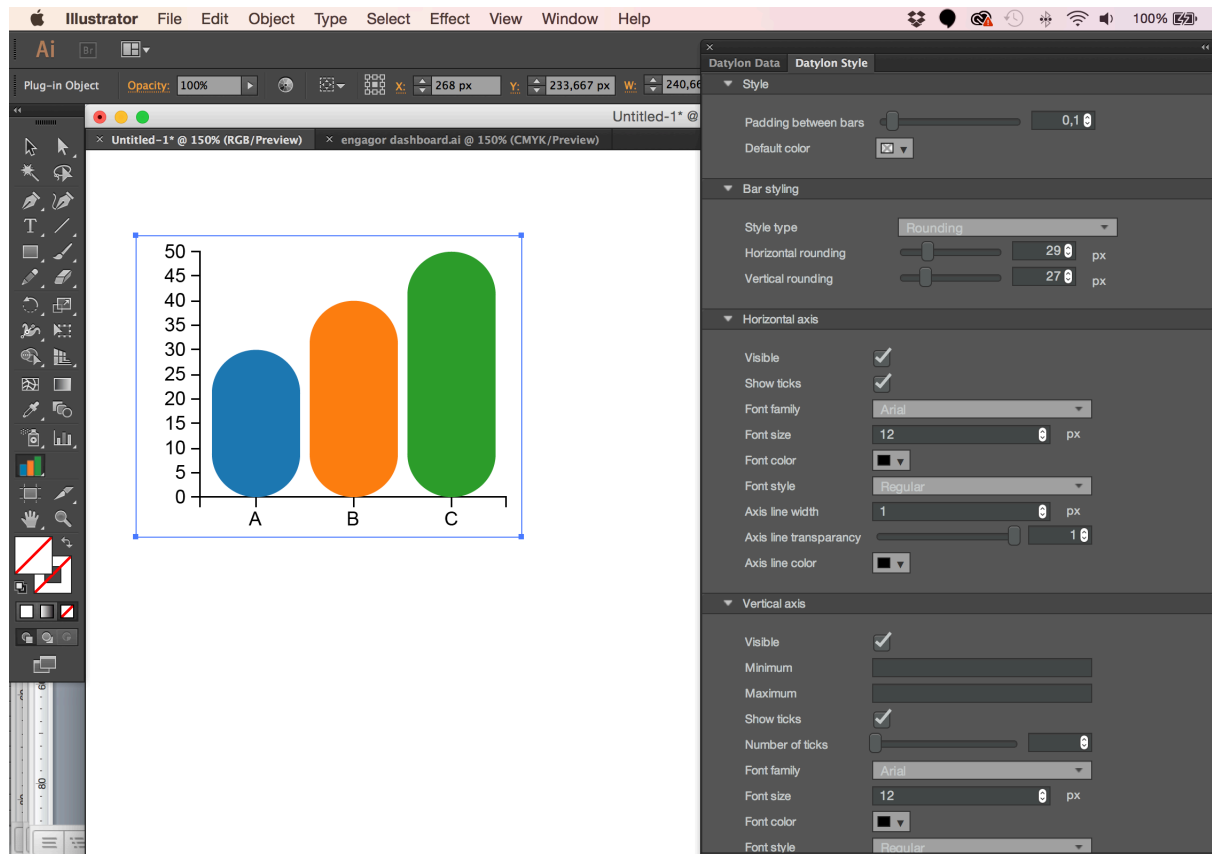 Illustrator File Edit Object Type Select Effect View Window Help 100%
Ai Br
Plug-in Object Opacity: 100% X: 268 px Y: 233,667 px W: 240,66
Untitled-1* @
× Untitled-1* @ 150% (RGB/Preview) × engagor dashboard.ai @ 150% (CMYK/Preview)
50
45
40
35
30
25
20
15
10
5
0
A B C
80
Datylon Data Datylon Style
Style
Padding between bars 0,1
Default color
Bar styling
Style type Rounding
Horizontal rounding 29 px
Vertical rounding 27 px
Horizontal axis
Visible
Show ticks
Font family Arial
Font size 12 px
Font color
Font style Regular
Axis line width 1 px
Axis line transparancy 1
Axis line color
Vertical axis
Visible
Minimum
Maximum
Show ticks
Number of ticks
Font family Arial
Font size 12 px
Font color
Font style Regular